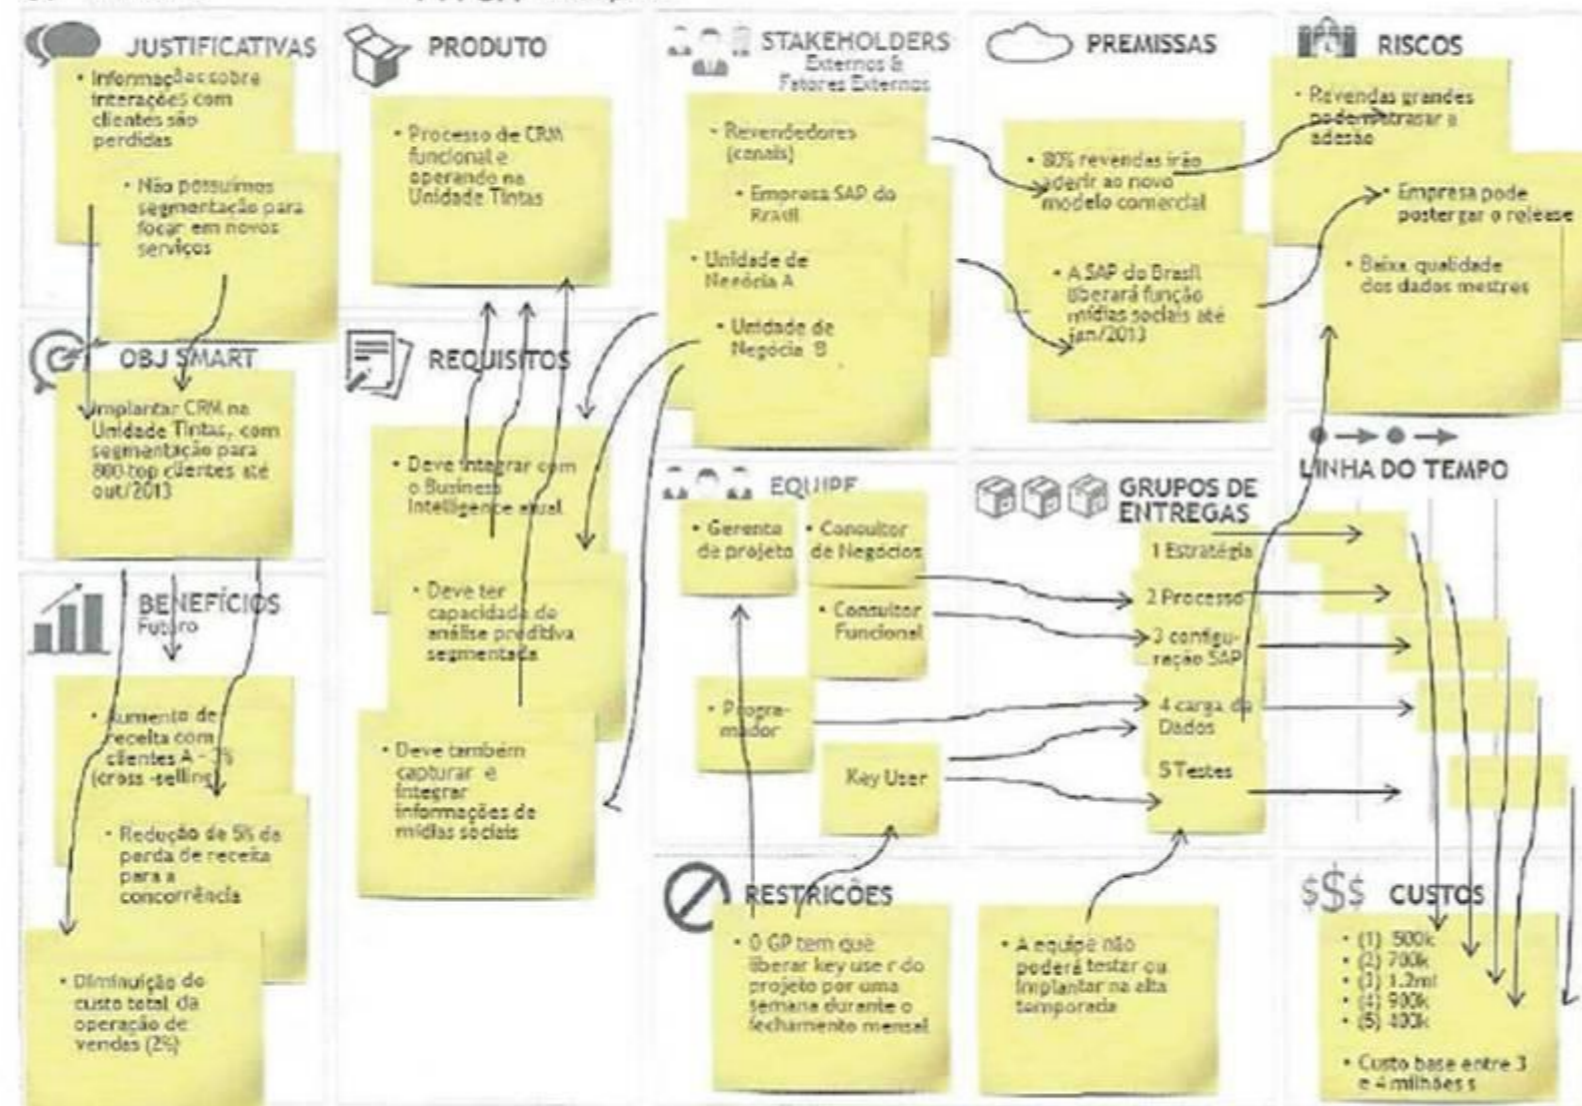 JUSTIFICATIVAS
• Informações sobre
interações com
clientes são
perdidas
• Não possuímos
segmentação para
focar em novos
serviços
OBJ SMART
Implantar CRM na
Unidade Tintas, com
segmentação para
800 top clientes até
out/2013
BENEFÍCIOS
Futuro
• Aumento de
receita com
clientes A -
(cross-selling)
• Redução de 5% da
perda de receita
para a
concorrência
• Diminuição do
custo total da
operação de
vendas (2%)
PRODUTO
• Processo de CRM
funcional e
operando na
Unidade Tintas
REQUISITOS
• Deve integrar com
o Business
Intelligence atual
• Deve ter
capacidade de
análise preditiva
segmentada
• Deve também
capturar e
integrar
informações de
mídias sociais
STAKEHOLDERS
Externos &
Fatores Externos
• Revendedores
(canais)
• Empresa SAP do
Brasil
• Unidade de
Negócia A
• Unidade de
Negócia B
EQUIPE
• Gerente
de projeto
• Consultor
de Negócios
• Consultor
Funcional
• Progra-
mador
Key User
RESTRIÇÕES
• O GP tem que
liberar key user do
projeto por uma
semana durante o
fechamento mensal
• A equipe não
poderá testar ou
implantar na alta
temporada
PREMISSAS
• 80% revendas irão
aderir ao novo
modelo comercial
• A SAP do Brasil
liberará função
mídias sociais até
jan/2013
GRUPOS DE
ENTREGAS
1 Estratégia
2 Processo
3 configu-
ração SAP
4 carga de
Dados
5 Testes
RISCOS
• Revendas grandes
podem atrasar a
adesão
• Empresa pode
postergar o release
• Baixa qualidade
dos dados mestres
LINHA DO TEMPO
$$$ CUSTOS
• (1) 500k
• (2) 700k
• (3) 1.2mi
• (4) 900k
• (5) 400k
• Custo base entre 3
e 4 milhões